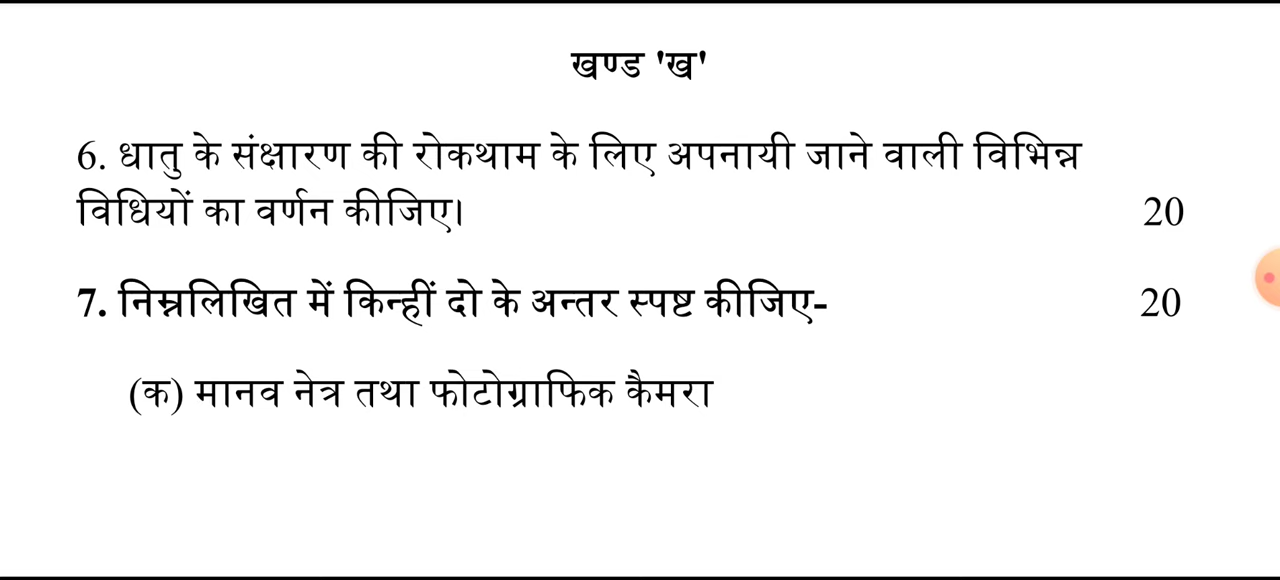 खण्ड 'ख'
6. धातु के संक्षारण की रोकथाम के लिए अपनायी जाने वाली विभिन्न
विधियों का वर्णन कीजिए। 20
7. निम्नलिखित में किन्हीं दो के अन्तर स्पष्ट कीजिए- 20
(क) मानव नेत्र तथा फोटोग्राफिक कैमरा